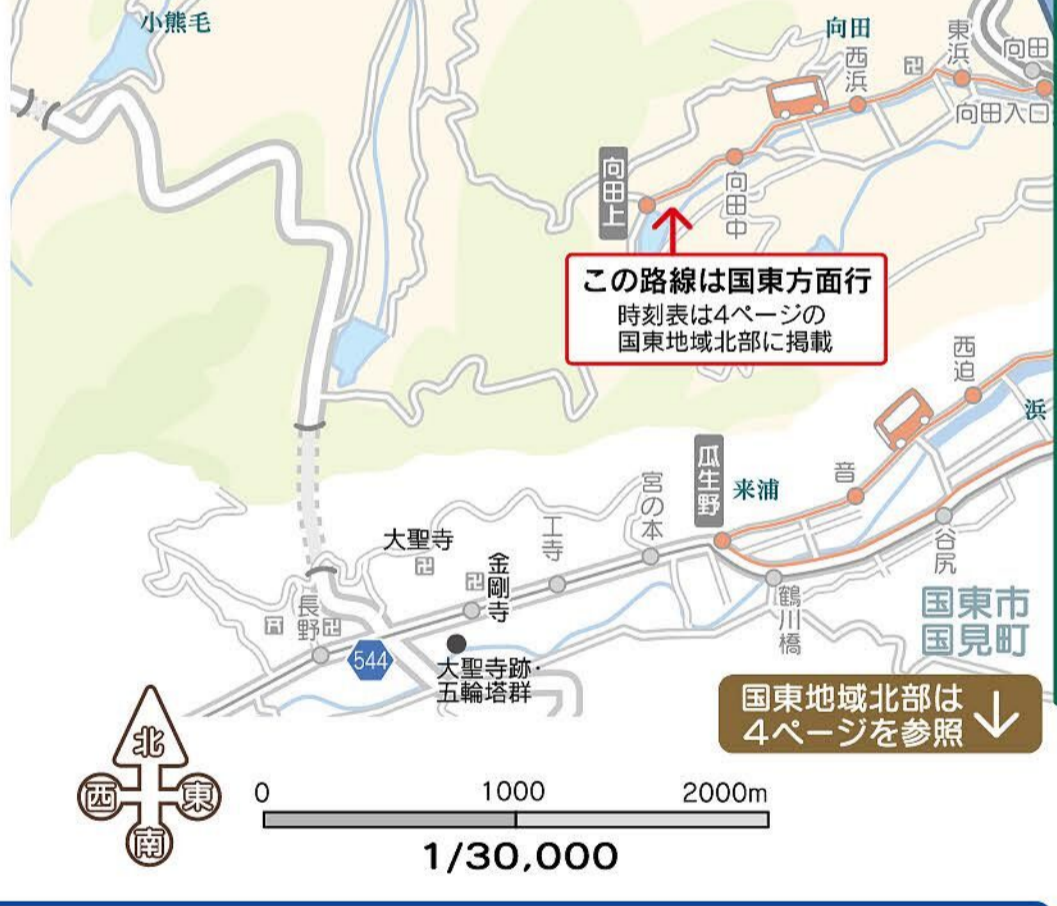 小熊毛
向田
西浜
卍
東浜
向田
向田入口
向田上
向田中
この路線は国東方面行
時刻表は4ページの
国東地域北部に掲載
西迫
浜
瓜生野
来浦
音
宮の本
大聖寺
卍
工寺
卍
金剛寺
谷尻
長野
卍
544
鶴川橋
国東市
国見町
大聖寺跡・
五輪塔群
国東地域北部は
4ページを参照
↓
北
西
東
南
0 1000 2000m
1/30,000